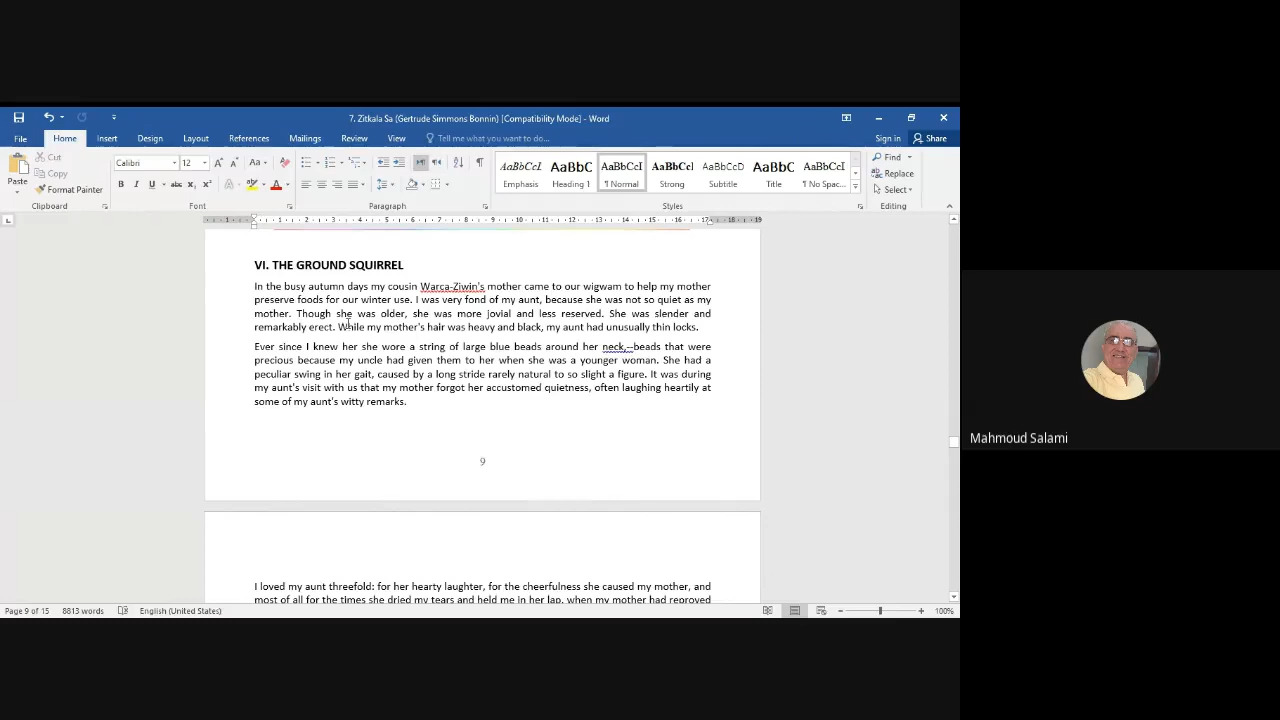 7. Zitkala Sa (Gertrude Simmons Bonnin) [Compatibility Mode] - Word
File Home Insert Design Layout References Mailings Review View Tell me what you want to do... Sign in Share
Paste Cut Copy Format Painter
Calibri 12
Emphasis Heading 1 ¶ Normal Strong Subtitle Title ¶ No Spac...
Find Replace Select
Clipboard Font Paragraph Styles Editing
VI. THE GROUND SQUIRREL
In the busy autumn days my cousin Warca-Ziwin's mother came to our wigwam to help my mother
preserve foods for our winter use. I was very fond of my aunt, because she was not so quiet as my
mother. Though she was older, she was more jovial and less reserved. She was slender and
remarkably erect. While my mother's hair was heavy and black, my aunt had unusually thin locks.
Ever since I knew her she wore a string of large blue beads around her neck,--beads that were
precious because my uncle had given them to her when she was a younger woman. She had a
peculiar swing in her gait, caused by a long stride rarely natural to so slight a figure. It was during
my aunt's visit with us that my mother forgot her accustomed quietness, often laughing heartily at
some of my aunt's witty remarks.
9
I loved my aunt threefold: for her hearty laughter, for the cheerfulness she caused my mother, and
most of all for the times she dried my tears and held me in her lap, when my mother had reproved
Page 9 of 15 8813 words English (United States) 100%
Mahmoud Salami